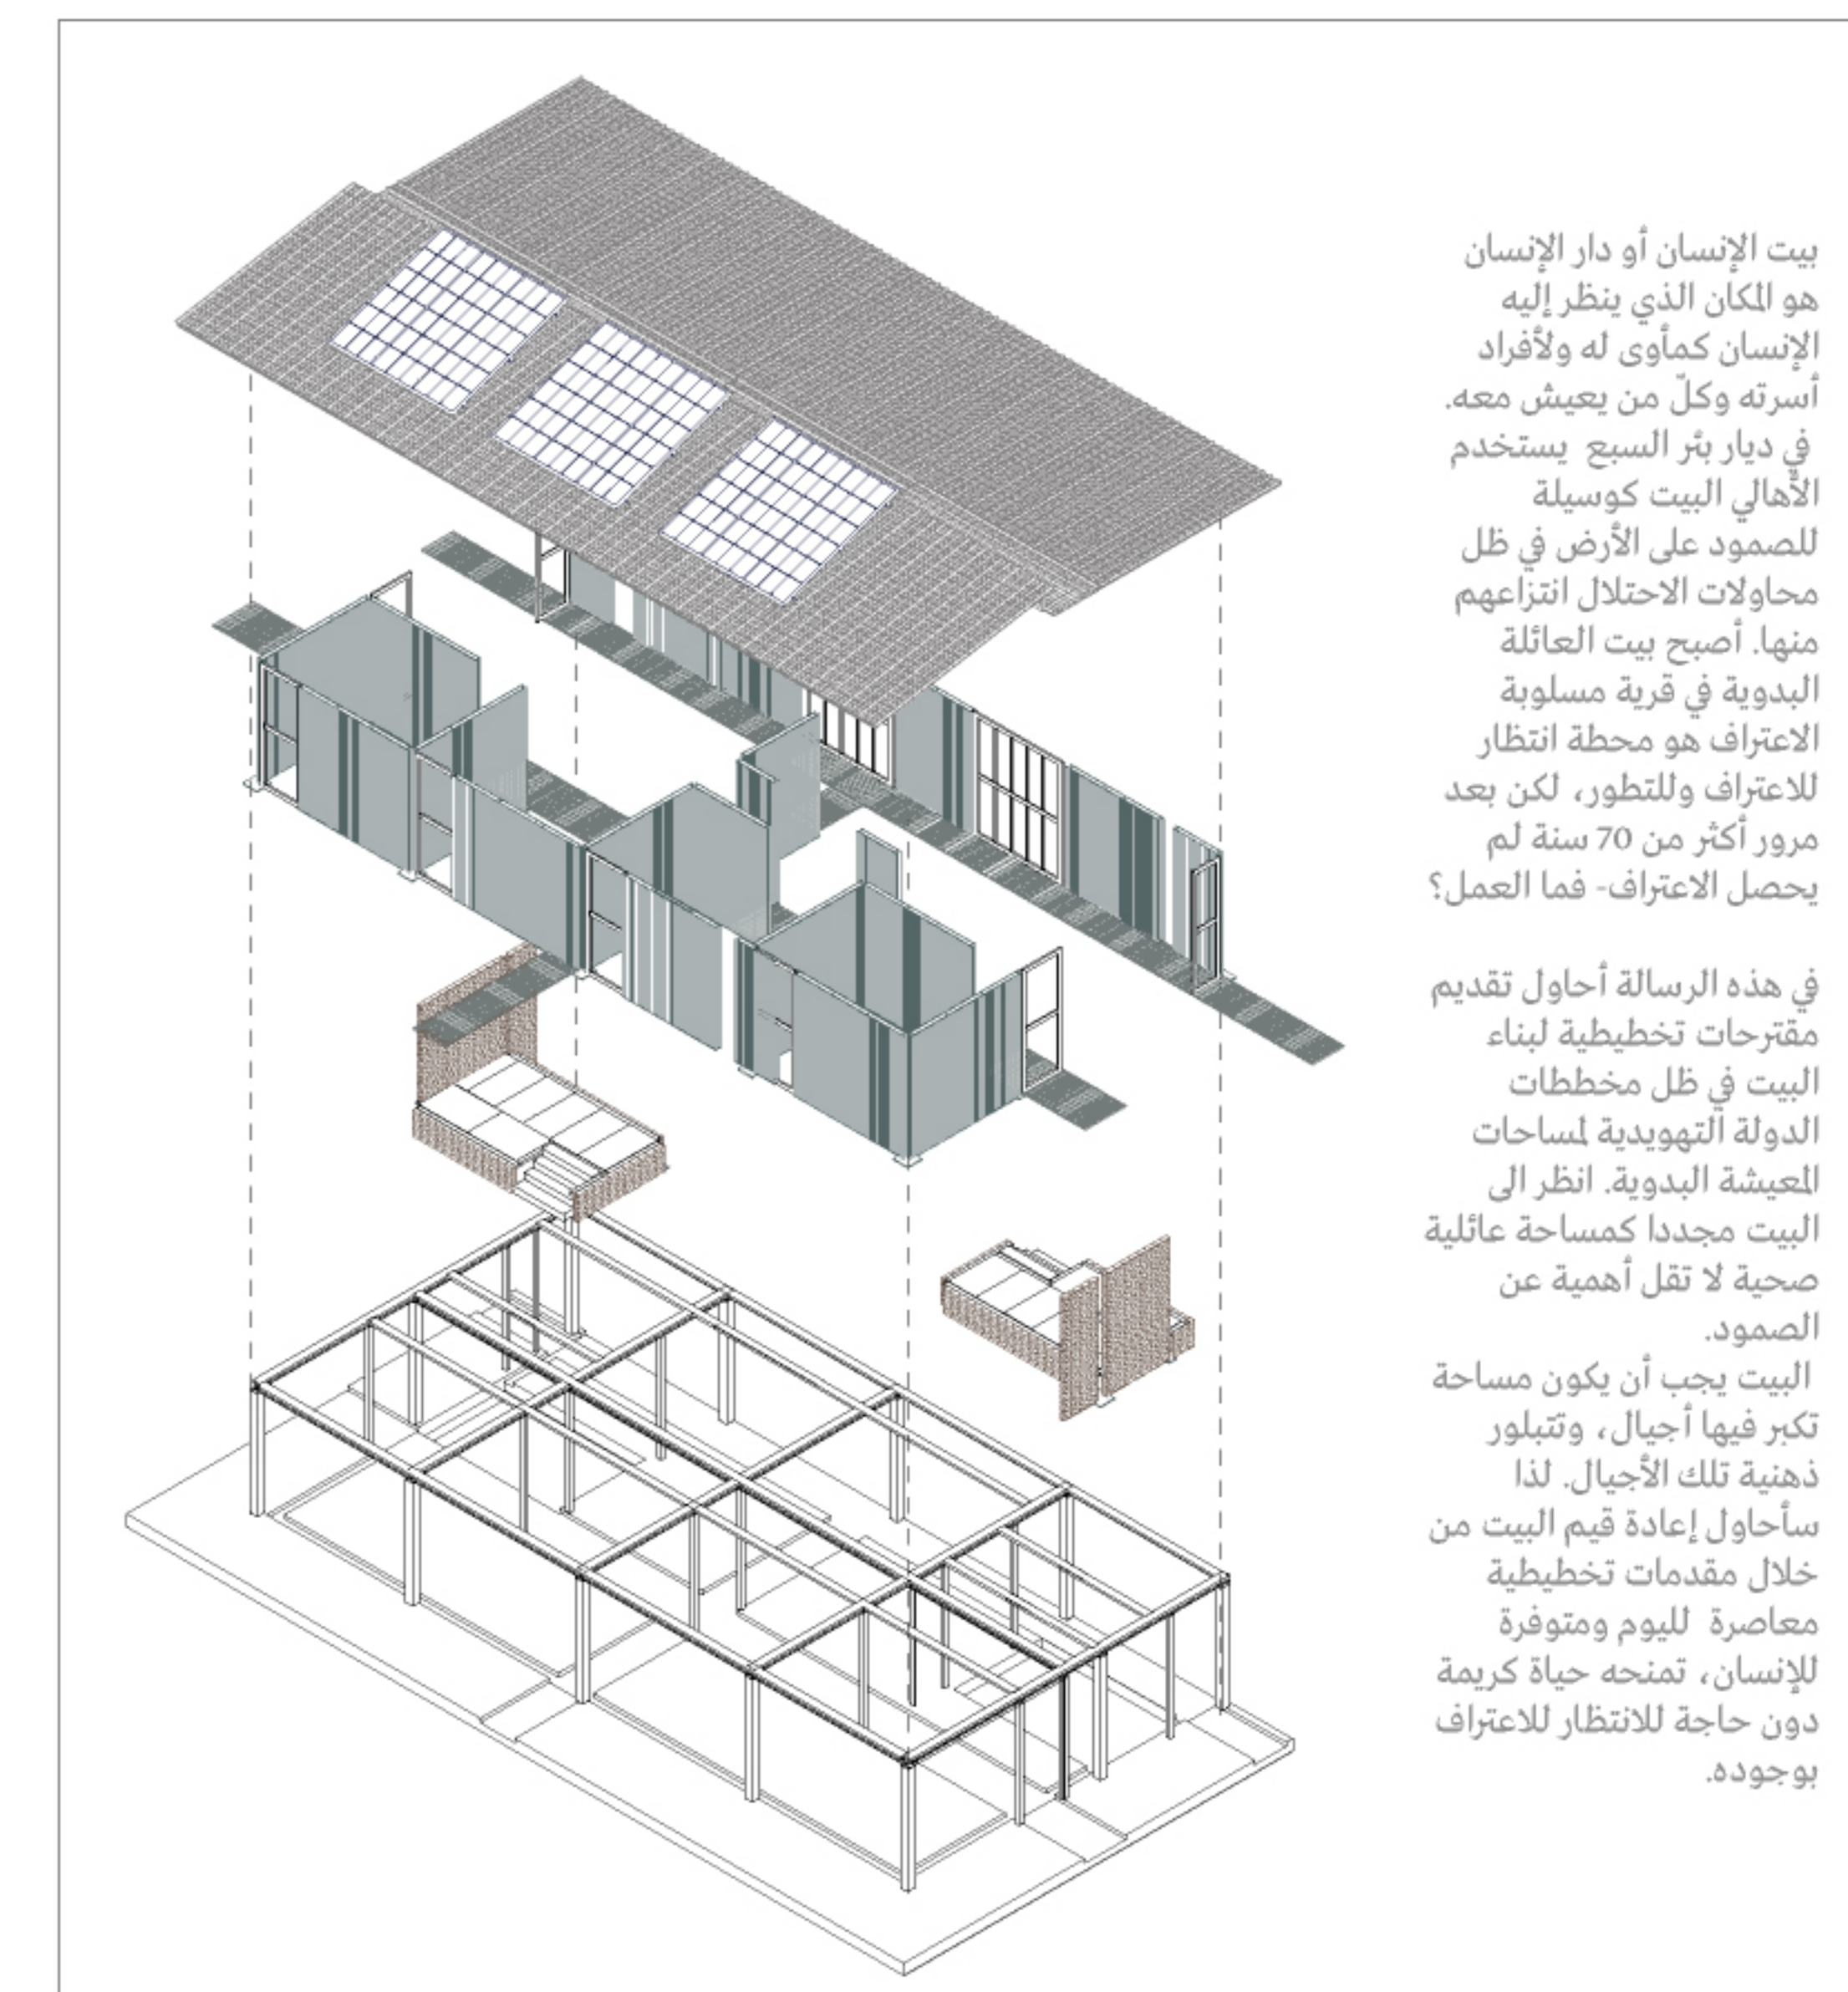 بيت الإنسان أو دار الإنسان
هو المكان الذي ينظر إليه
الإنسان كمأوى له ولأفراد
أسرته وكلّ من يعيش معه.
في ديار بئر السبع يستخدم
الأهالي البيت كوسيلة
للصمود على الأرض في ظل
محاولات الاحتلال انتزاعهم
منها. أصبح بيت العائلة
البدوية في قرية مسلوبة
الاعتراف هو محطة انتظار
للاعتراف وللتطور، لكن بعد
مرور أكثر من 70 سنة لم
يحصل الاعتراف- فما العمل؟
في هذه الرسالة أحاول تقديم
مقترحات تخطيطية لبناء
البيت في ظل مخططات
الدولة التهويدية لمساحات
المعيشة البدوية. انظر الى
البيت مجددا كمساحة عائلية
صحية لا تقل أهمية عن
الصمود.
البيت يجب أن يكون مساحة
تكبر فيها أجيال، وتتبلور
ذهنية تلك الأجيال. لذا
سأحاول إعادة قيم البيت من
خلال مقدمات تخطيطية
معاصرة لليوم ومتوفرة
للإنسان، تمنحه حياة كريمة
دون حاجة للانتظار للاعتراف
بوجوده.